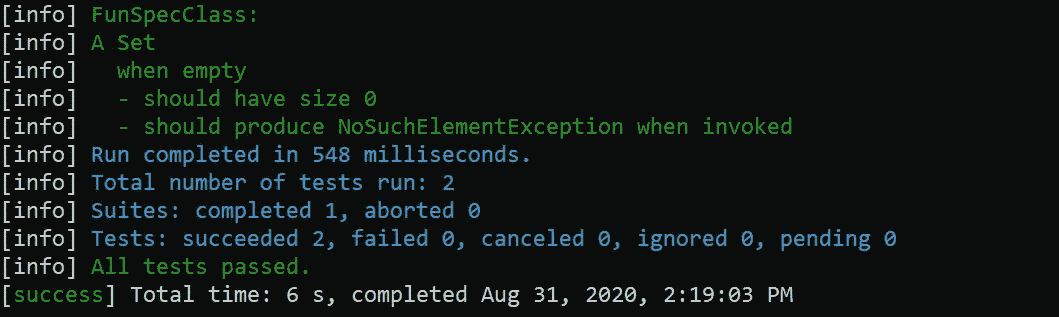 [info] FunSpecClass:
[info] A Set
[info]   when empty
[info]   - should have size 0
[info]   - should produce NoSuchElementException when invoked
[info] Run completed in 548 milliseconds.
[info] Total number of tests run: 2
[info] Suites: completed 1, aborted 0
[info] Tests: succeeded 2, failed 0, canceled 0, ignored 0, pending 0
[info] All tests passed.
[success] Total time: 6 s, completed Aug 31, 2020, 2:19:03 PM